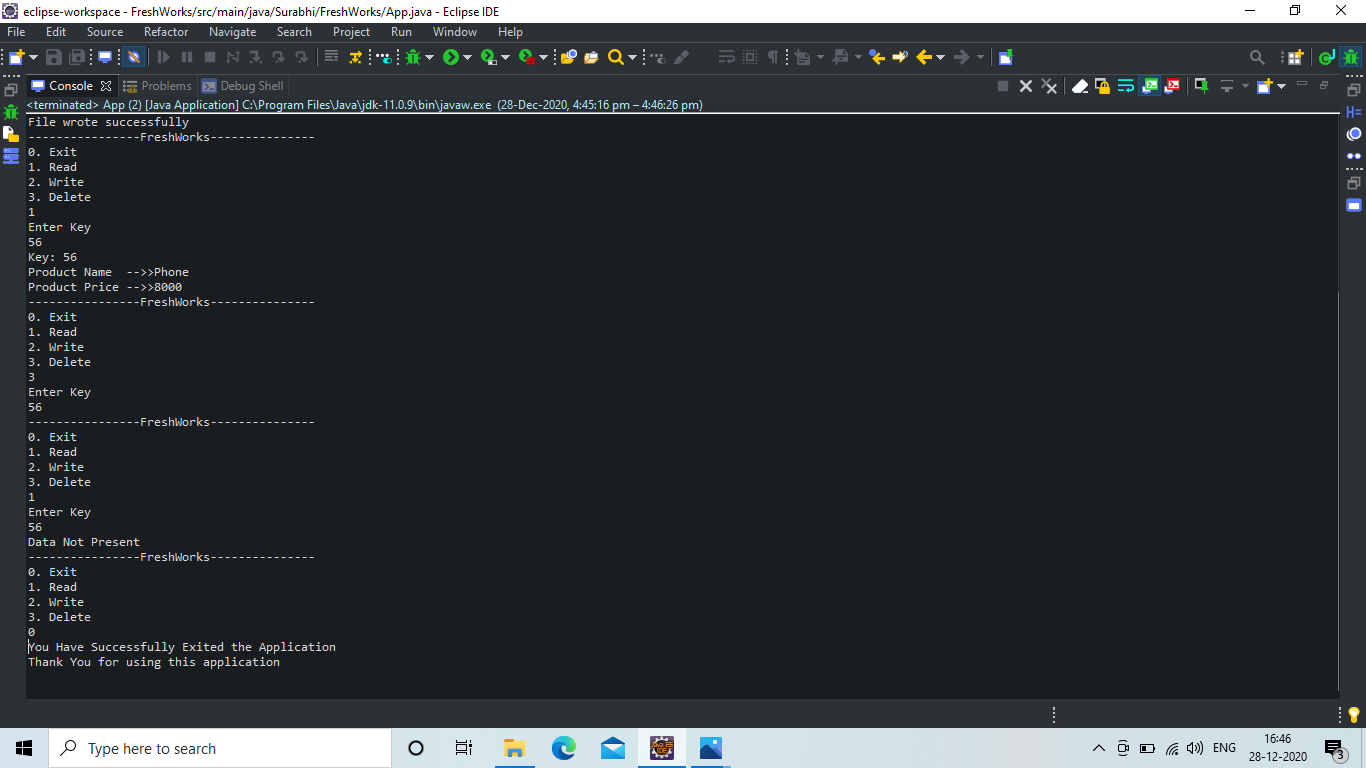 eclipse-workspace - FreshWorks/src/main/java/Surabhi/FreshWorks/App.java - Eclipse IDE
File Edit Source Refactor Navigate Search Project Run Window Help
Console Problems Debug Shell
<terminated> App (2) [Java Application] C:\Program Files\Java\jdk-11.0.9\bin\javaw.exe (28-Dec-2020, 4:45:16 pm – 4:46:26 pm)
File wrote successfully
----------------FreshWorks---------------
0. Exit
1. Read
2. Write
3. Delete
1
Enter Key
56
Key: 56
Product Name  -->>Phone
Product Price -->>8000
----------------FreshWorks---------------
0. Exit
1. Read
2. Write
3. Delete
3
Enter Key
56
----------------FreshWorks---------------
0. Exit
1. Read
2. Write
3. Delete
1
Enter Key
56
Data Not Present
----------------FreshWorks---------------
0. Exit
1. Read
2. Write
3. Delete
0
You Have Successfully Exited the Application
Thank You for using this application
Type here to search
ENG
16:46
28-12-2020
3